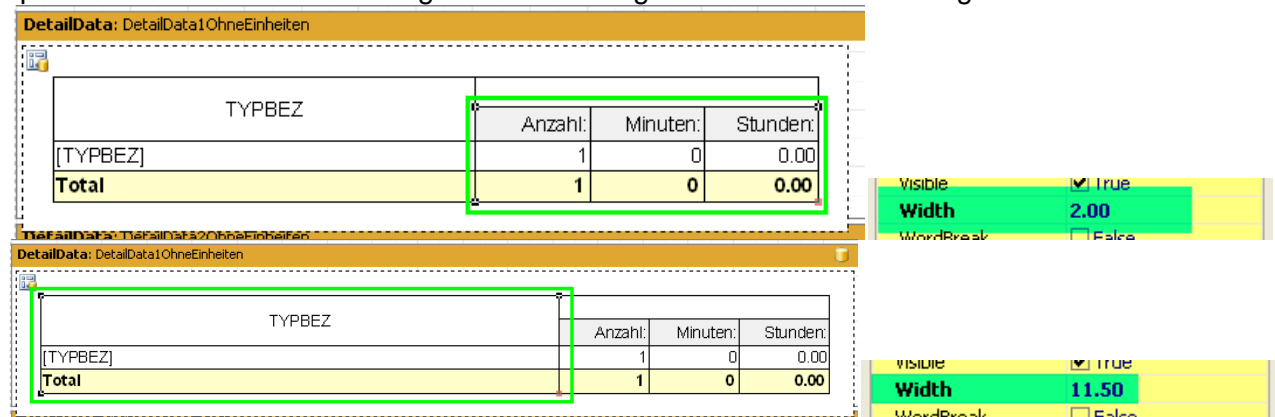 DetailData: DetailData1OhneEinheiten
TYPBEZ
Anzahl: Minuten: Stunden:
[TYPBEZ] 1 0 0.00
Total 1 0 0.00
Visible True
Width 2.00
WordBreak False
DetailData: DetailData2OhneEinheiten
DetailData: DetailData1OhneEinheiten
TYPBEZ
Anzahl: Minuten: Stunden:
[TYPBEZ] 1 0 0.00
Total 1 0 0.00
Visible True
Width 11.50
WordBreak False